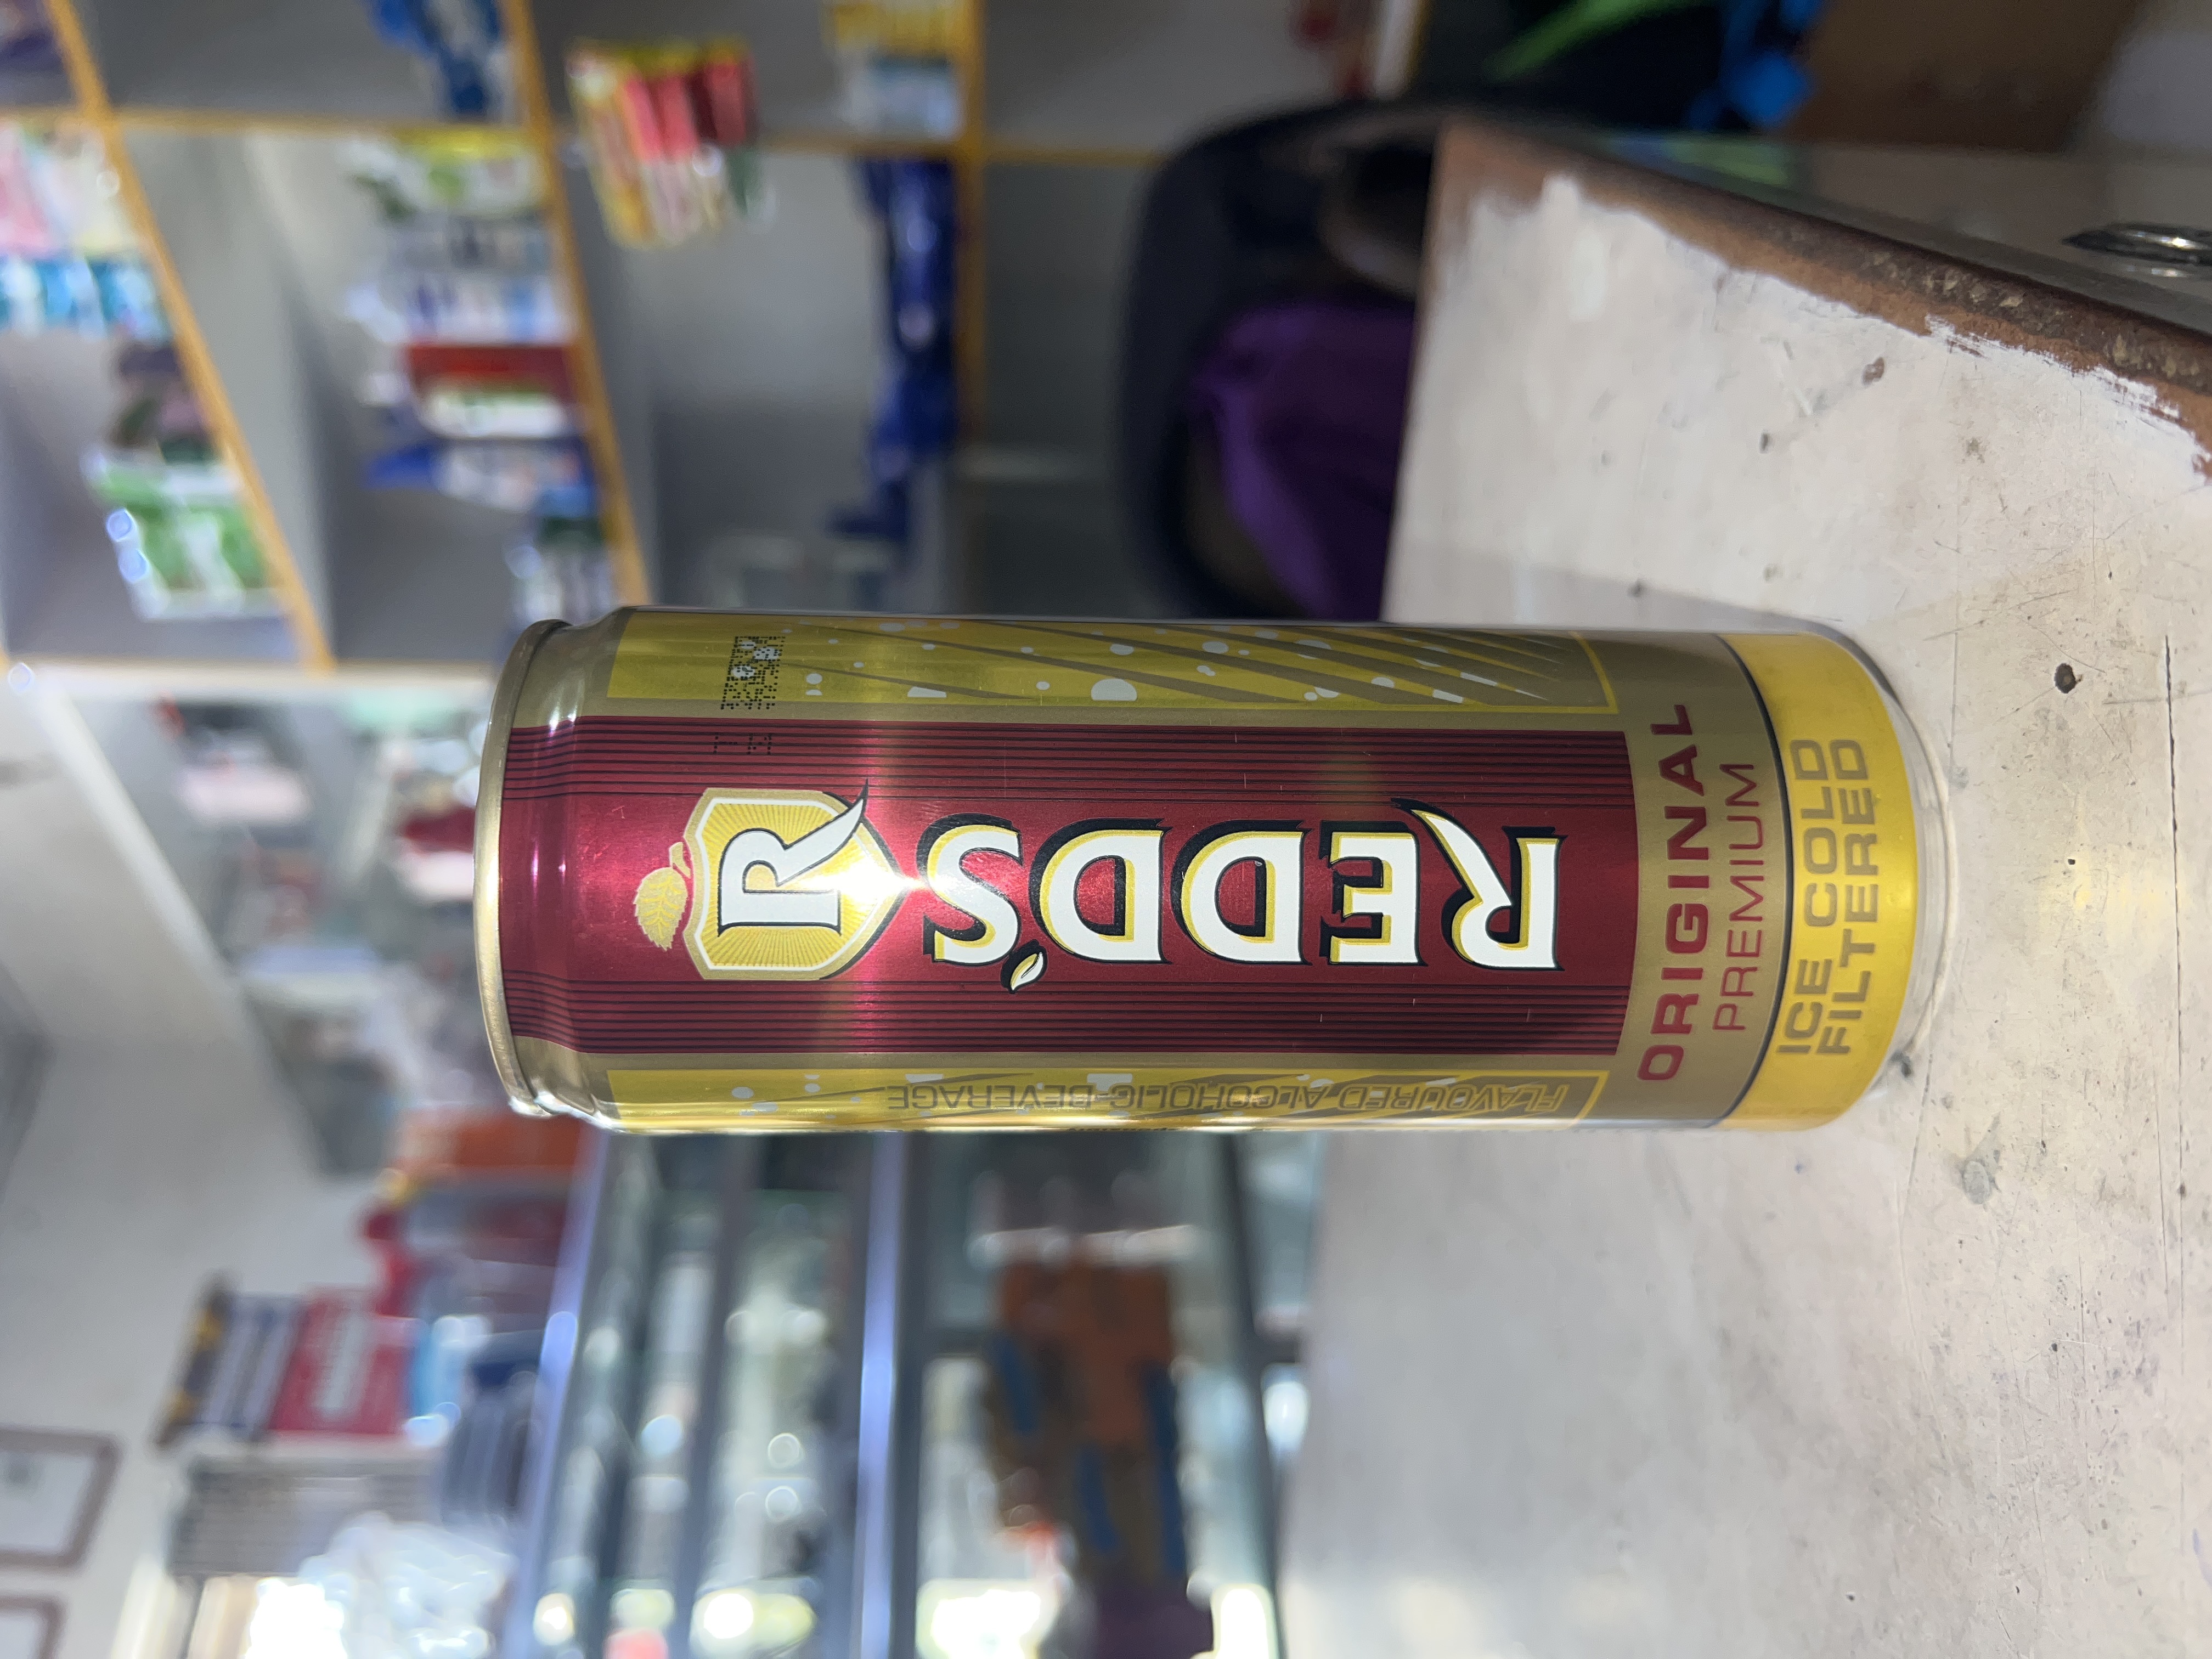 R
REDD'S
ORIGINAL
PREMIUM
ICE COLD
FILTERED
FLAVOURED ALCOHOLIC BEVERAGE